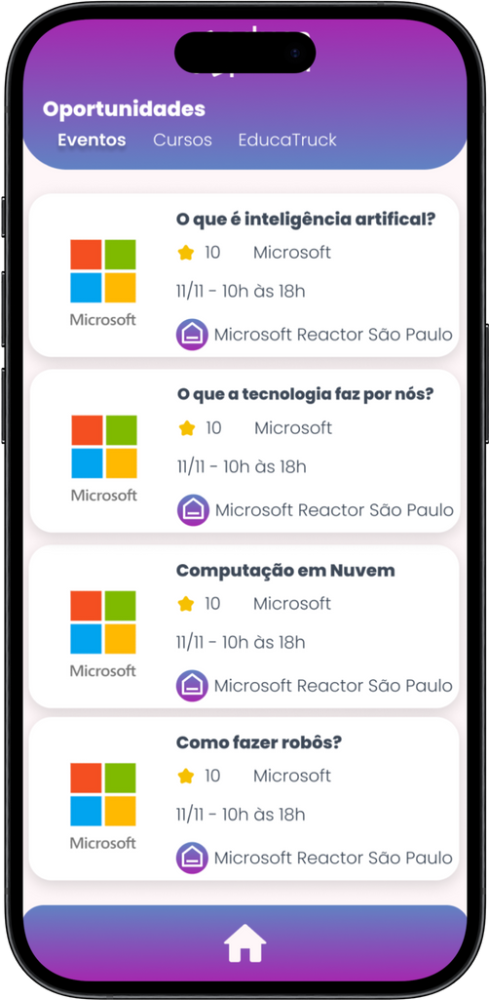 Oportunidades
Eventos Cursos EducaTruck
O que é inteligência artifical?
10 Microsoft
11/11 - 10h às 18h
Microsoft
Microsoft Reactor São Paulo
O que a tecnologia faz por nós?
10 Microsoft
11/11 - 10h às 18h
Microsoft
Microsoft Reactor São Paulo
Computação em Nuvem
10 Microsoft
11/11 - 10h às 18h
Microsoft
Microsoft Reactor São Paulo
Como fazer robôs?
10 Microsoft
11/11 - 10h às 18h
Microsoft
Microsoft Reactor São Paulo